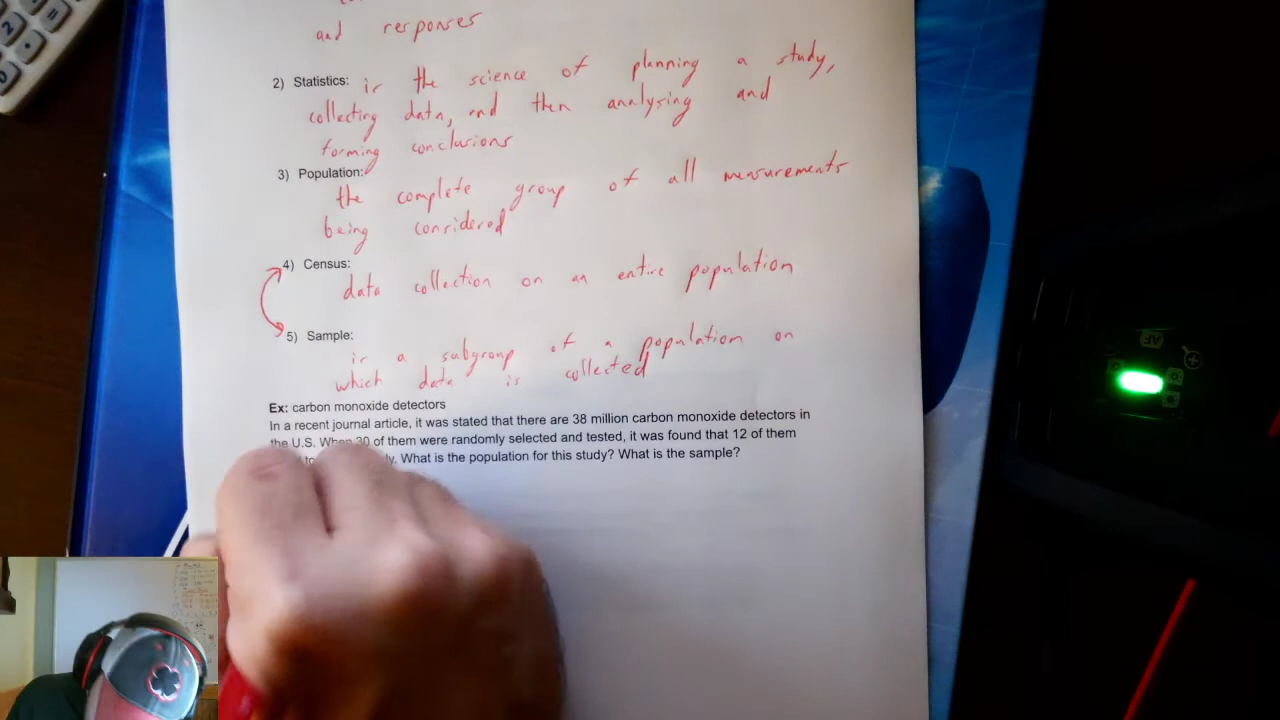 and responses
2) Statistics: is the science of planning a study,
collecting data, and then analysing and
forming conclusions
3) Population:
the complete group of all measurements
being considered
4) Census:
data collection on an entire population
5) Sample:
is a subgroup of a population on
which data is collected
Ex: carbon monoxide detectors
In a recent journal article, it was stated that there are 38 million carbon monoxide detectors in
the U.S. When 30 of them were randomly selected and tested, it was found that 12 of them
What is the population for this study? What is the sample?